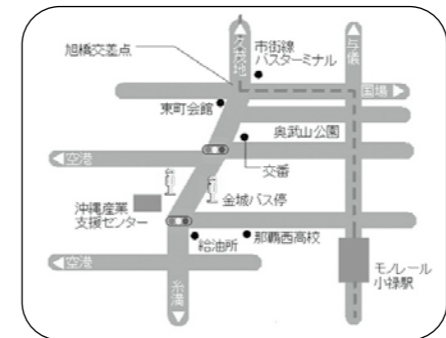 旭橋交差点
久茂地
市街線
バスターミナル
与儀
国場
東町会館
奥武山公園
空港
交番
沖縄産業
支援センター
金城バス停
給油所
那覇西高校
空港
糸満
モノレール
小禄駅